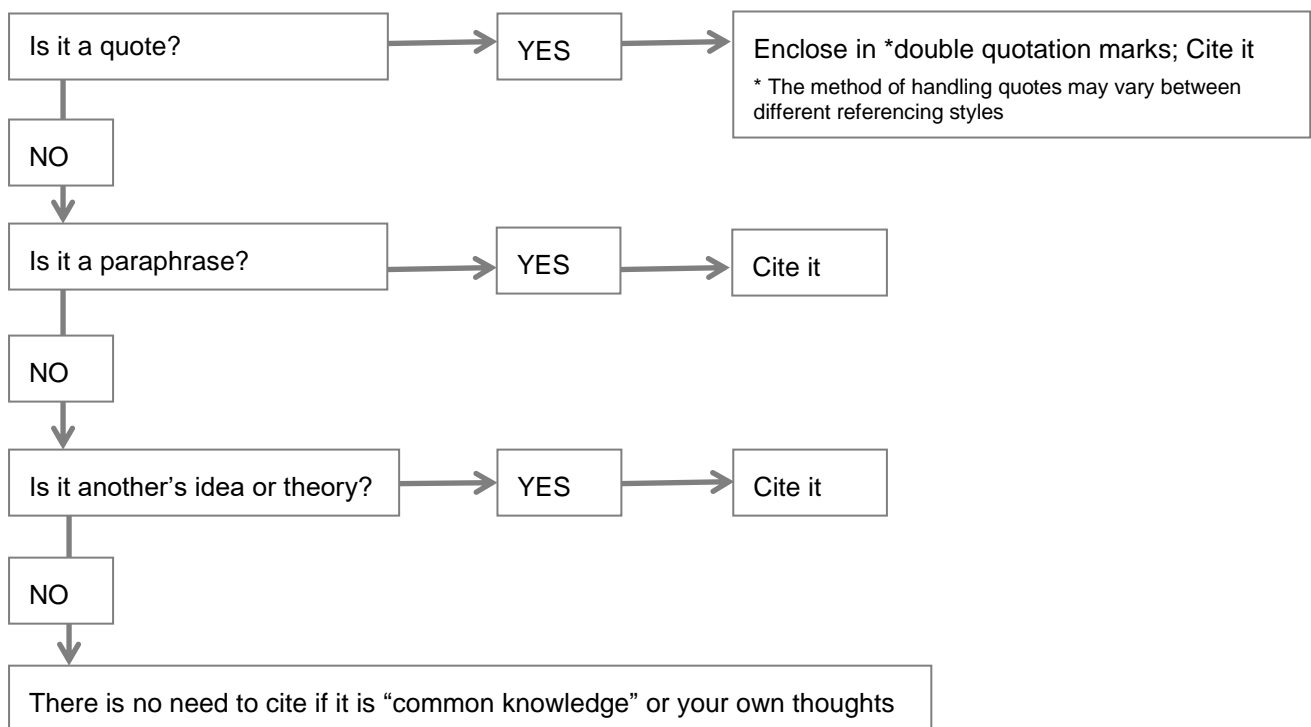 Is it a quote?
YES
Enclose in *double quotation marks; Cite it
* The method of handling quotes may vary between
different referencing styles
NO
Is it a paraphrase?
YES
Cite it
NO
Is it another’s idea or theory?
YES
Cite it
NO
There is no need to cite if it is “common knowledge” or your own thoughts